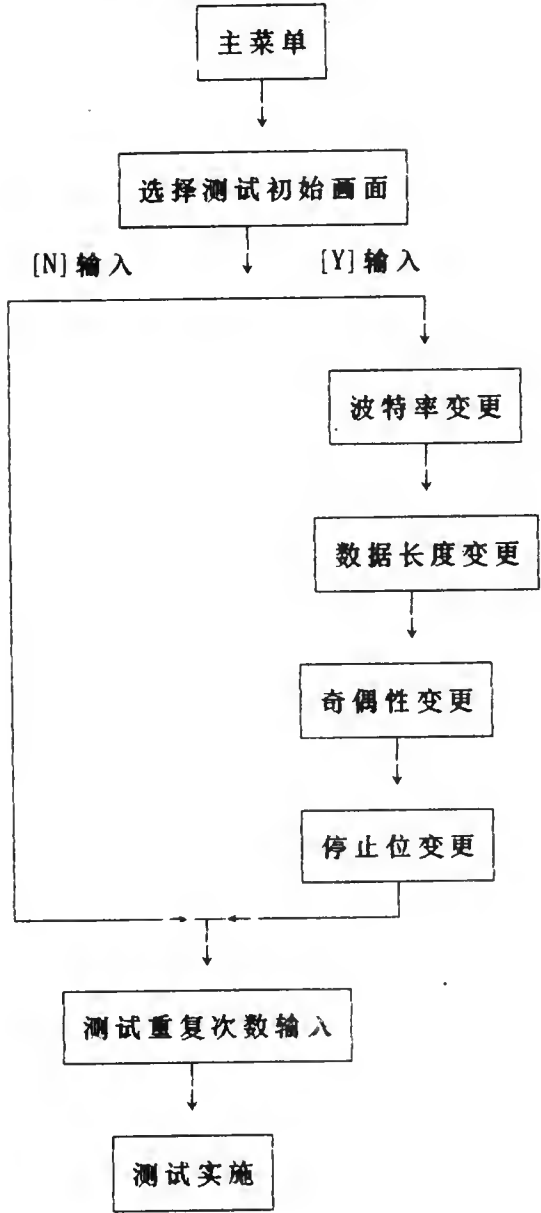 主菜单
选择测试初始画面
[N]输入
[Y]输入
波特率变更
数据长度变更
奇偶性变更
停止位变更
测试重复次数输入
测试实施